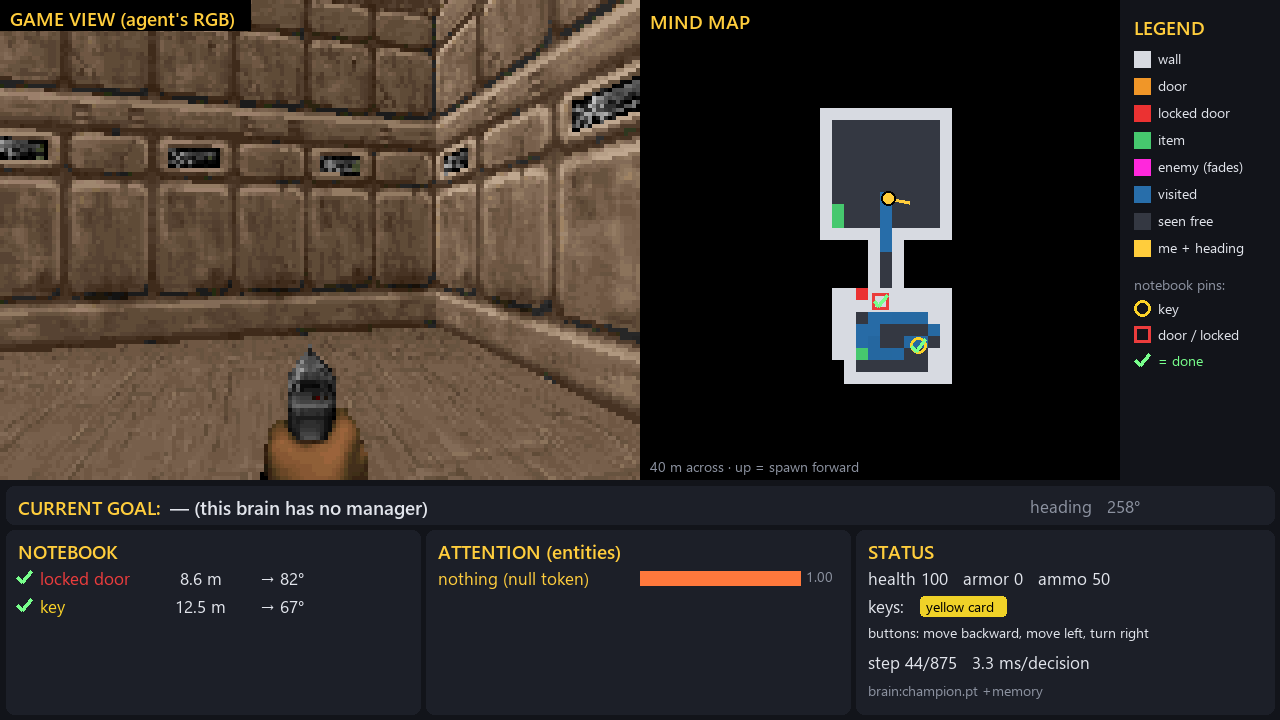 GAME VIEW (agent's RGB)
MIND MAP
40 m across · up = spawn forward
LEGEND
wall
door
locked door
item
enemy (fades)
visited
seen free
me + heading
notebook pins:
key
door / locked
= done
CURRENT GOAL: — (this brain has no manager)
heading 258°
NOTEBOOK
locked door 8.6 m → 82°
key 12.5 m → 67°
ATTENTION (entities)
nothing (null token) 1.00
STATUS
health 100 armor 0 ammo 50
keys: yellow card
buttons: move backward, move left, turn right
step 44/875 3.3 ms/decision
brain:champion.pt +memory